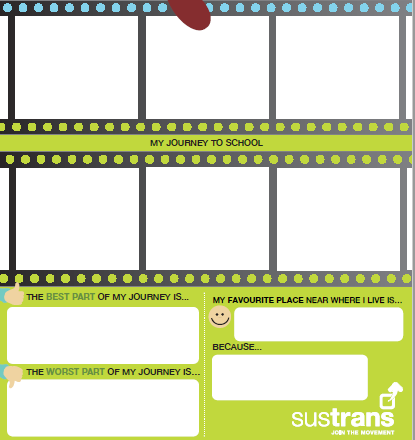 MY JOURNEY TO SCHOOL
THE BEST PART OF MY JOURNEY IS...
MY FAVOURITE PLACE NEAR WHERE I LIVE IS...
BECAUSE...
THE WORST PART OF MY JOURNEY IS...
sustrans
JOIN THE MOVEMENT